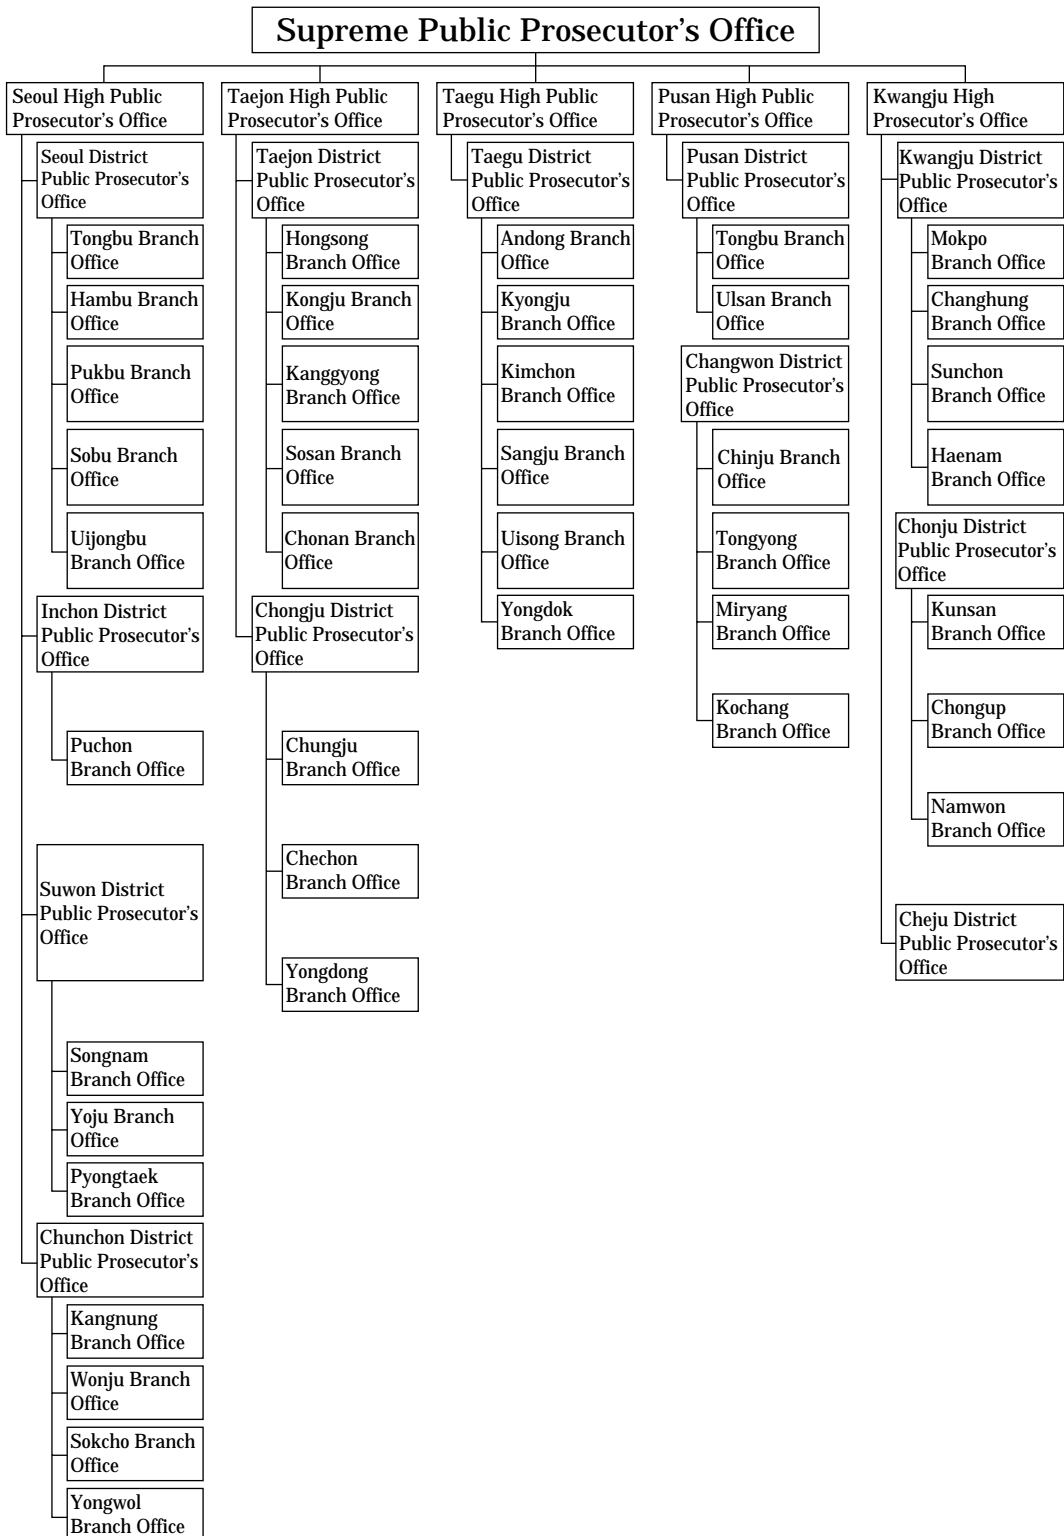 Supreme Public Prosecutor's Office
Seoul High Public
Prosecutor's Office
Seoul District
Public Prosecutor's
Office
Tongbu Branch
Office
Hambu Branch
Office
Pukbu Branch
Office
Sobu Branch
Office
Uijongbu
Branch Office
Inchon District
Public Prosecutor's
Office
Puchon
Branch Office
Suwon District
Public Prosecutor's
Office
Songnam
Branch Office
Yoju Branch
Office
Pyongtaek
Branch Office
Chunchon District
Public Prosecutor's
Office
Kangnung
Branch Office
Wonju Branch
Office
Sokcho Branch
Office
Yongwol
Branch Office
Taejon High Public
Prosecutor's Office
Taejon District
Public Prosecutor's
Office
Hongsong
Branch Office
Kongju Branch
Office
Kanggyong
Branch Office
Sosan Branch
Office
Chonan Branch
Office
Chongju District
Public Prosecutor's
Office
Chungju
Branch Office
Chechon
Branch Office
Yongdong
Branch Office
Taegu High Public
Prosecutor's Office
Taegu District
Public Prosecutor's
Office
Andong Branch
Office
Kyongju
Branch Office
Kimchon
Branch Office
Sangju Branch
Office
Uisong Branch
Office
Yongdok
Branch Office
Pusan High Public
Prosecutor's Office
Pusan District
Public Prosecutor's
Office
Tongbu Branch
Office
Ulsan Branch
Office
Changwon District
Public Prosecutor's
Office
Chinju Branch
Office
Tongyong
Branch Office
Miryang
Branch Office
Kochang
Branch Office
Kwangju High
Prosecutor's Office
Kwangju District
Public Prosecutor's
Office
Mokpo
Branch Office
Changhung
Branch Office
Sunchon
Branch Office
Haenam
Branch Office
Chonju District
Public Prosecutor's
Office
Kunsan
Branch Office
Chongup
Branch Office
Namwon
Branch Office
Cheju District
Public Prosecutor's
Office